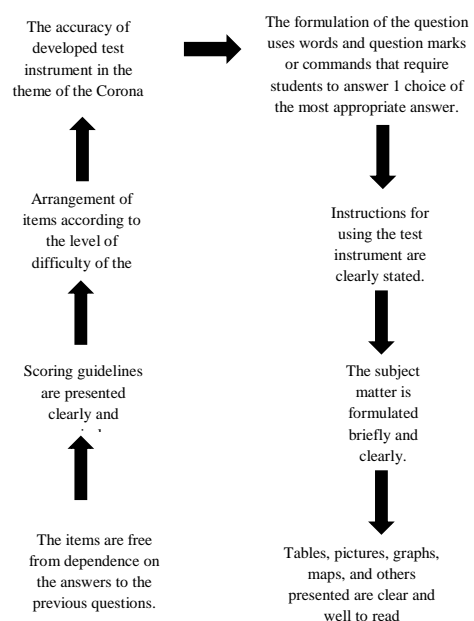 The accuracy of
developed test
instrument in the
theme of the Corona
The formulation of the question
uses words and question marks
or commands that require
students to answer 1 choice of
the most appropriate answer.
Arrangement of
items according to
the level of
difficulty of the
Instructions for
using the test
instrument are
clearly stated.
Scoring guidelines
are presented
clearly and
The subject
matter is
formulated
briefly and
clearly.
The items are free
from dependence on
the answers to the
previous questions.
Tables, pictures, graphs,
maps, and others
presented are clear and
well to read